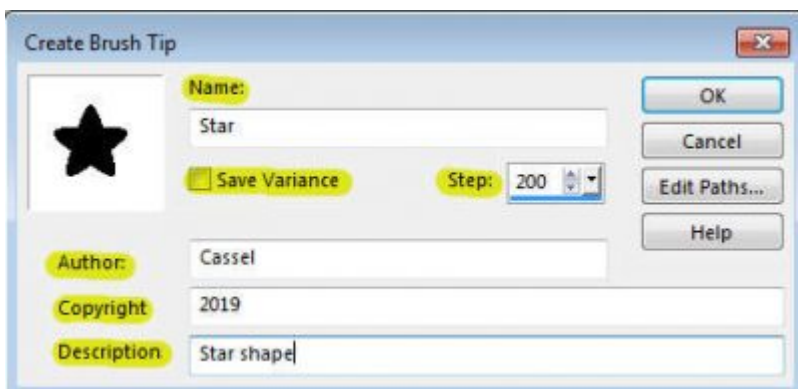 Create Brush Tip
Name:
Star
OK
Cancel
Save Variance
Step: 200
Edit Paths...
Help
Author:
Cassel
Copyright
2019
Description
Star shape